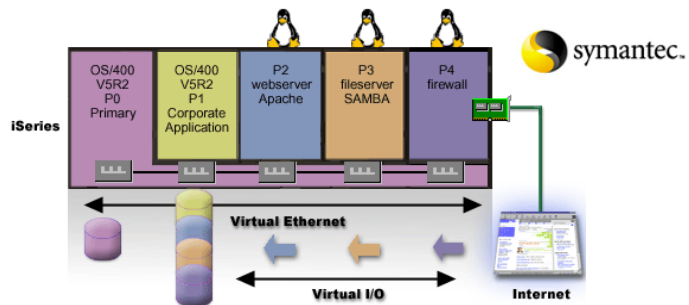 symantec™
OS/400
V5R2
P0
Primary
OS/400
V5R2
P1
Corporate
Application
P2
webserver
Apache
P3
fileserver
SAMBA
P4
firewall
iSeries
Virtual Ethernet
Virtual I/O
Internet